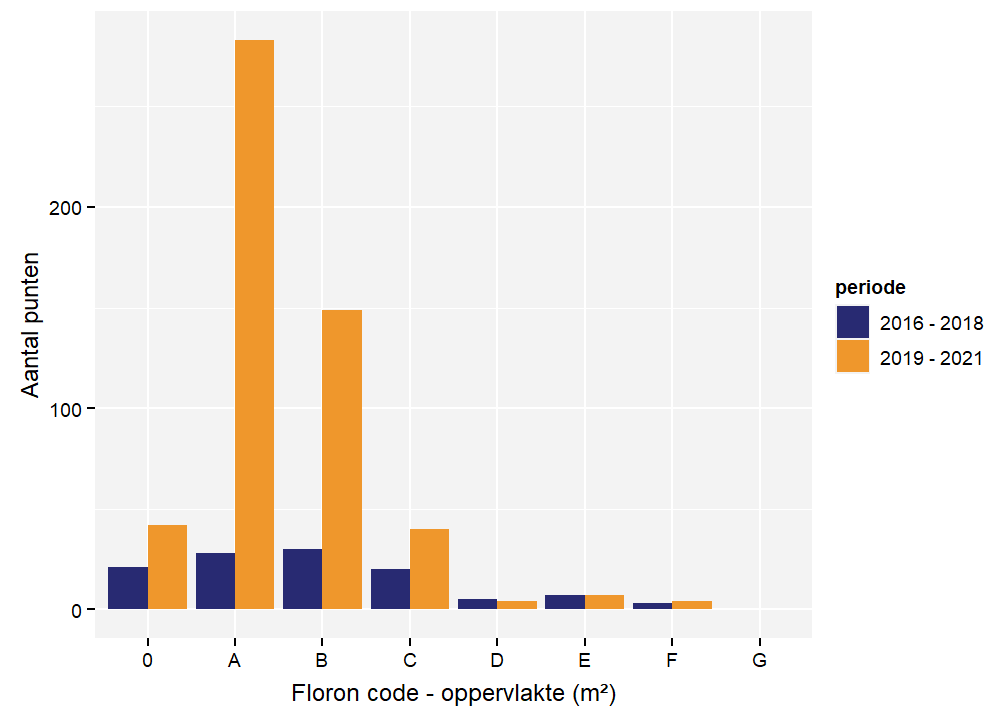 200
100
0
Aantal punten
0 A B C D E F G
Floron code - oppervlakte (m²)
periode
2016 - 2018
2019 - 2021